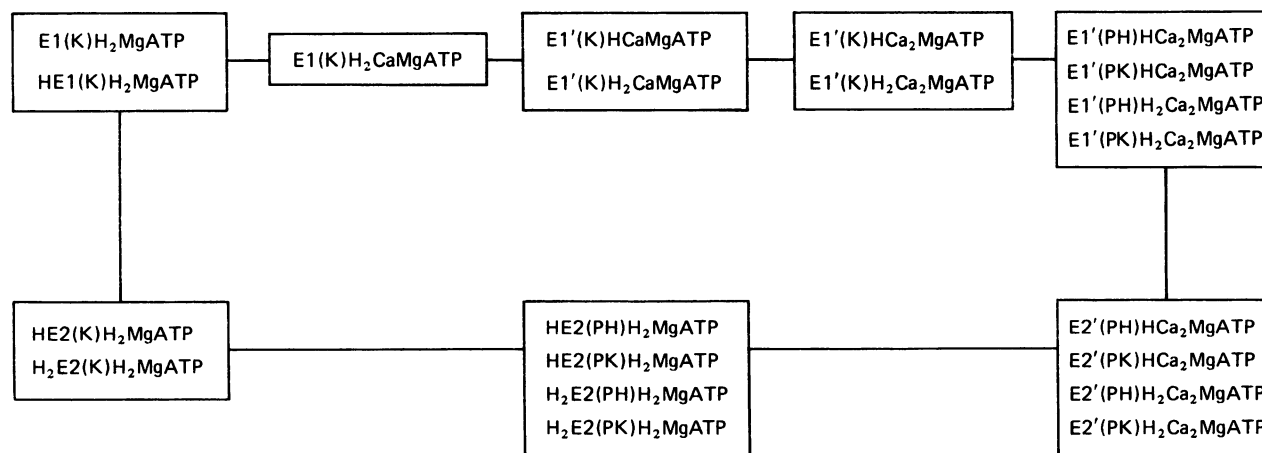 E1(K)H₂MgATP
HE1(K)H₂MgATP
E1(K)H₂CaMgATP
E1′(K)HCaMgATP
E1′(K)H₂CaMgATP
E1′(K)HCa₂MgATP
E1′(K)H₂Ca₂MgATP
E1′(PH)HCa₂MgATP
E1′(PK)HCa₂MgATP
E1′(PH)H₂Ca₂MgATP
E1′(PK)H₂Ca₂MgATP
HE2(K)H₂MgATP
H₂E2(K)H₂MgATP
HE2(PH)H₂MgATP
HE2(PK)H₂MgATP
H₂E2(PH)H₂MgATP
H₂E2(PK)H₂MgATP
E2′(PH)HCa₂MgATP
E2′(PK)HCa₂MgATP
E2′(PH)H₂Ca₂MgATP
E2′(PK)H₂Ca₂MgATP